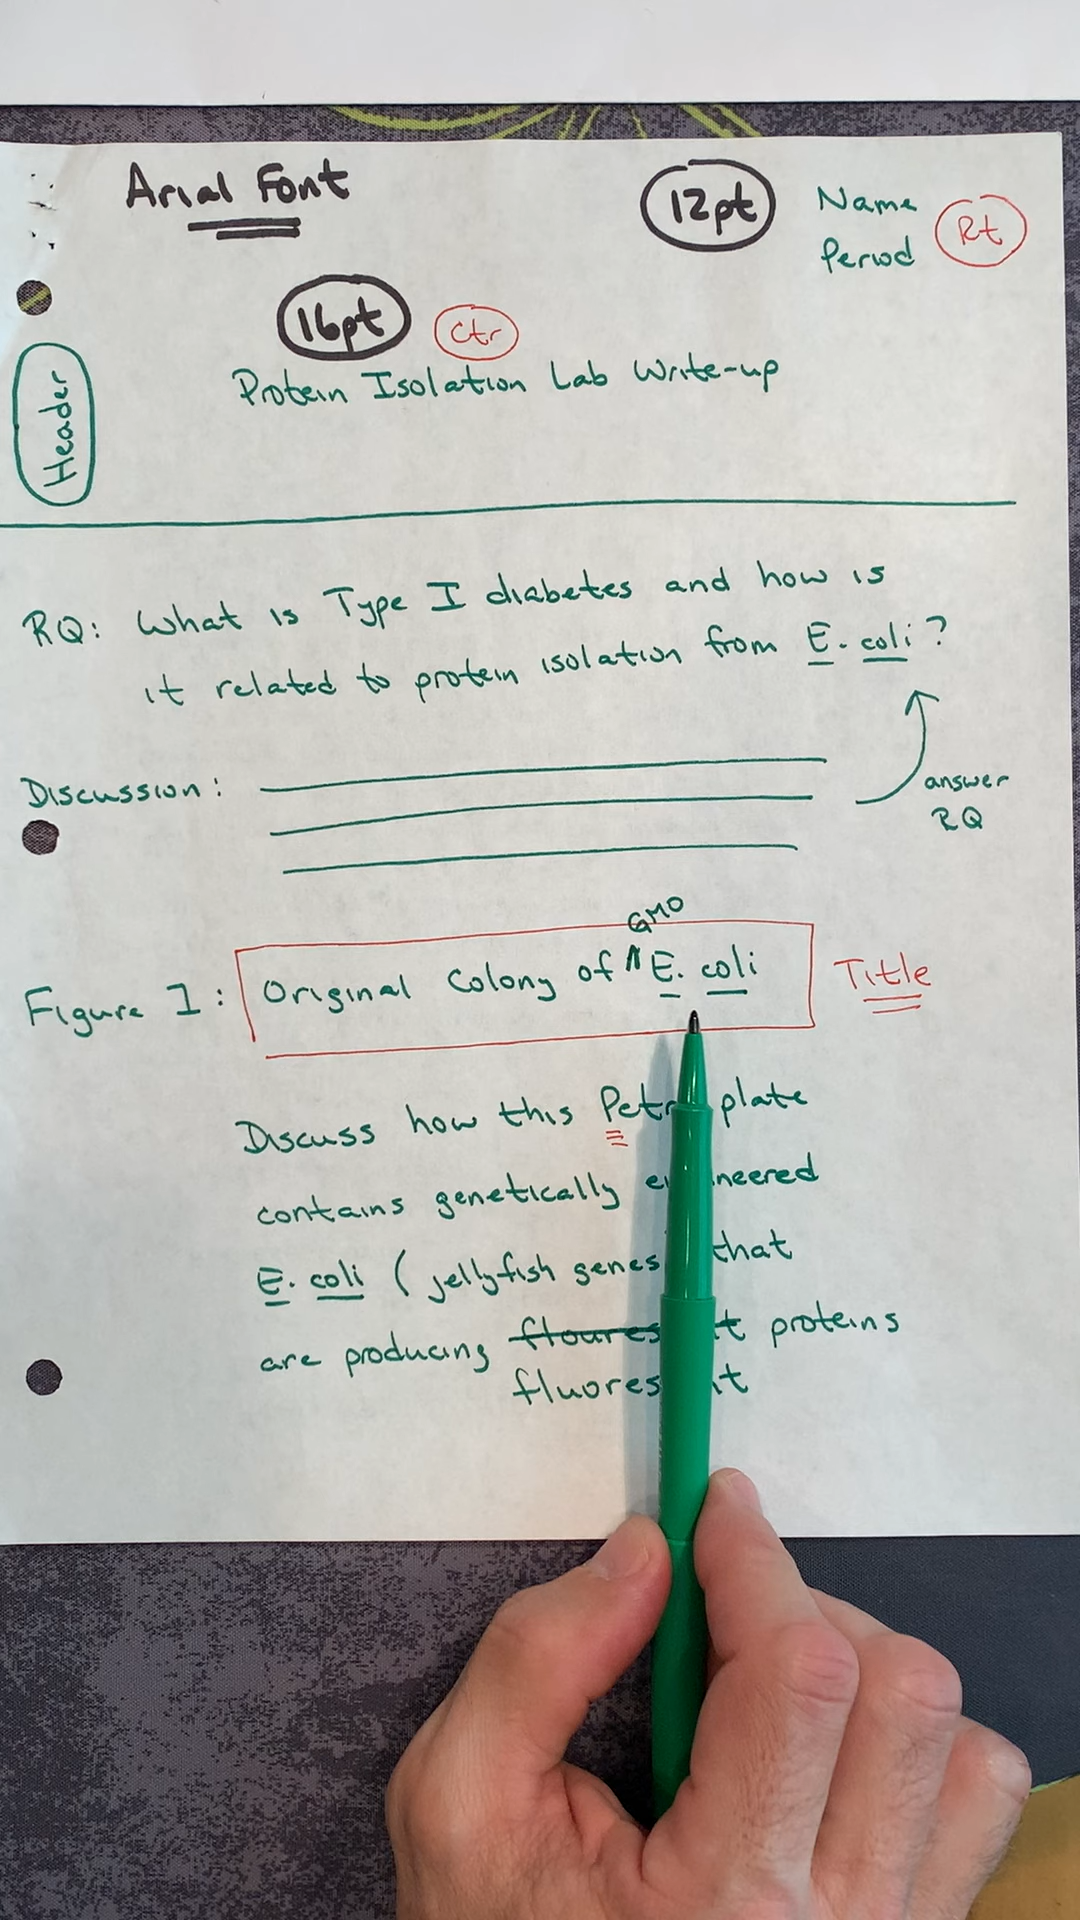 Arial Font
12pt
Name
Period
Rt
16pt
Ctr
Protein Isolation Lab Write-up
Header
RQ: What is Type I diabetes and how is
it related to protein isolation from E. coli?
Discussion:
answer
RQ
GMO
Figure 1: Original Colony of E. coli
Title
Discuss how this plate
contains genetically
E. coli (jellyfish genes that
are producing proteins